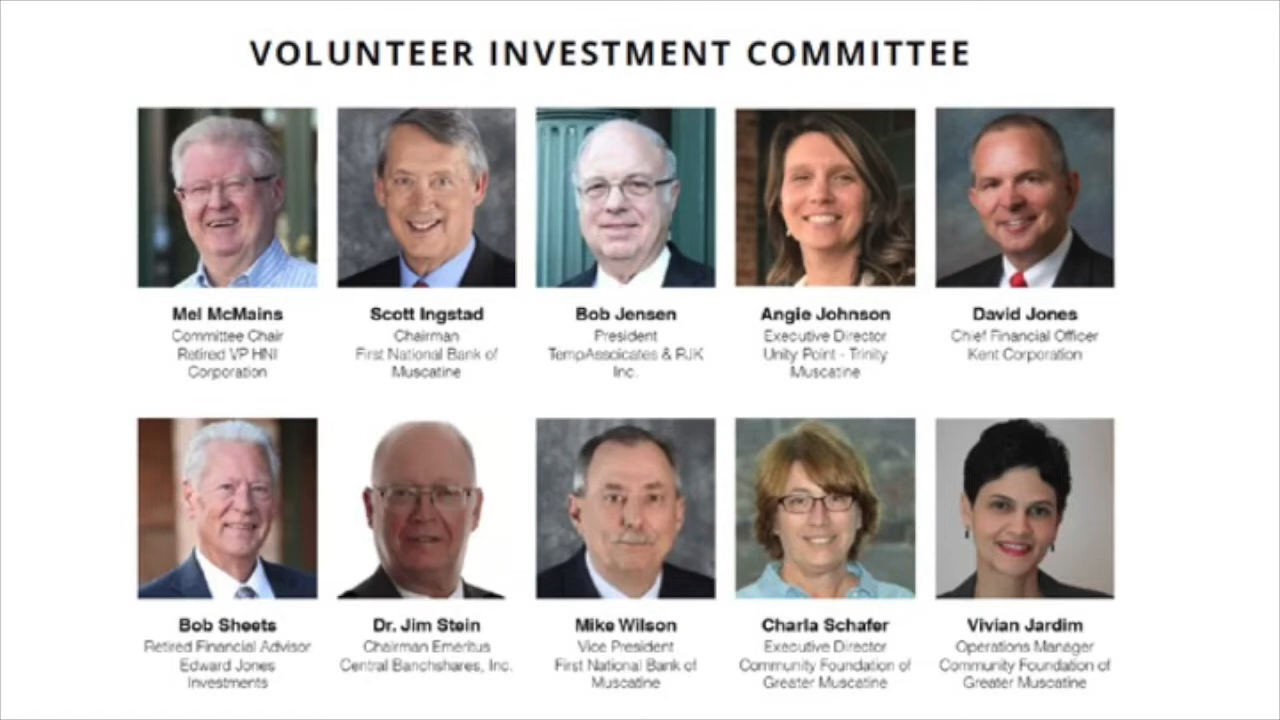 VOLUNTEER INVESTMENT COMMITTEE
Mel McMains
Committee Chair
Retired VP HNI
Corporation
Scott Ingstad
Chairman
First National Bank of
Muscatine
Bob Jensen
President
TempAssoicates & RJK
Inc.
Angie Johnson
Executive Director
Unity Point - Trinity
Muscatine
David Jones
Chief Financial Officer
Kent Corporation
Bob Sheets
Retired Financial Advisor
Edward Jones
Investments
Dr. Jim Stein
Chairman Emeritus
Central Banchshares, Inc.
Mike Wilson
Vice President
First National Bank of
Muscatine
Charla Schafer
Executive Director
Community Foundation of
Greater Muscatine
Vivian Jardim
Operations Manager
Community Foundation of
Greater Muscatine